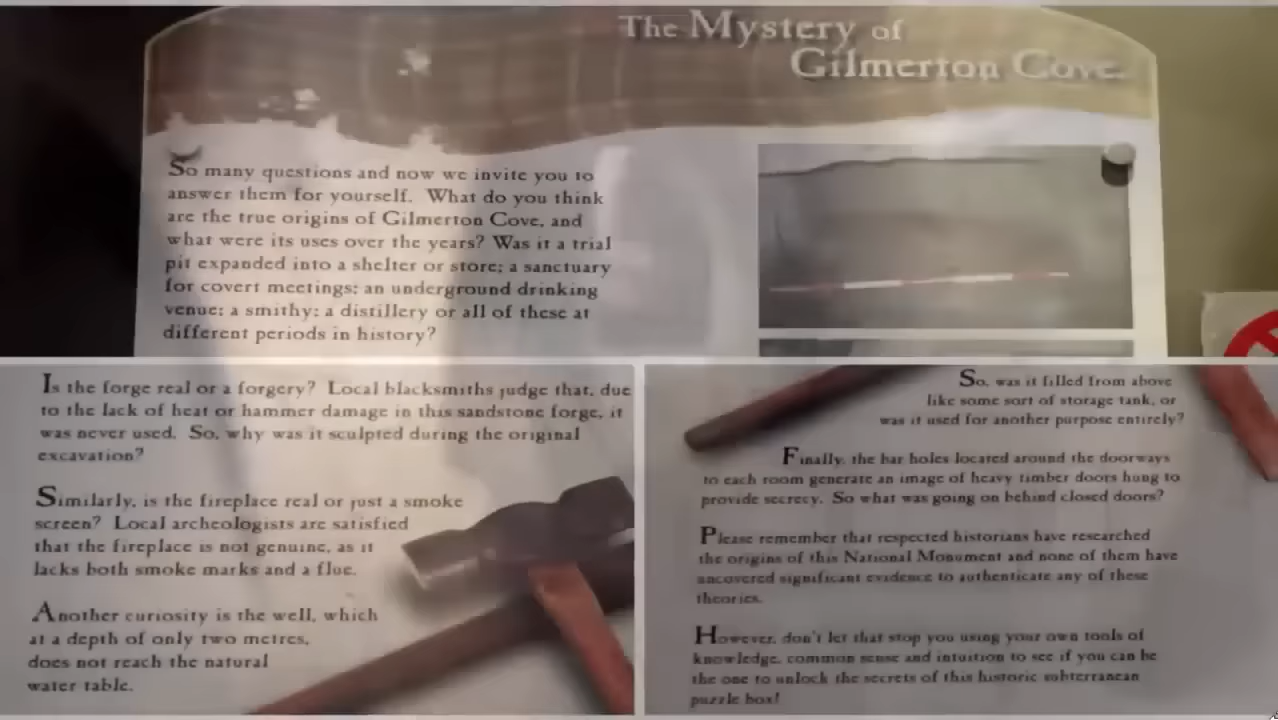 The Mystery of
Gilmerton Cove.
So many questions and now we invite you to
answer them for yourself. What do you think
are the true origins of Gilmerton Cove, and
what were its uses over the years? Was it a trial
pit expanded into a shelter or store; a sanctuary
for covert meetings; an underground drinking
venue; a smithy; a distillery or all of these at
different periods in history?
Is the forge real or a forgery? Local blacksmiths judge that, due
to the lack of heat or hammer damage in this sandstone forge, it
was never used. So, why was it sculpted during the original
excavation?
Similarly, is the fireplace real or just a smoke
screen? Local archeologists are satisfied
that the fireplace is not genuine, as it
lacks both smoke marks and a flue.
Another curiosity is the well, which
at a depth of only two metres,
does not reach the natural
water table.
So, was it filled from above
like some sort of storage tank, or
was it used for another purpose entirely?
Finally, the bar holes located around the doorways
to each room generate an image of heavy timber doors hung to
provide secrecy. So what was going on behind closed doors?
Please remember that respected historians have researched
the origins of this National Monument and none of them have
uncovered significant evidence to authenticate any of these
theories.
However, don't let that stop you using your own tools of
knowledge, common sense and intuition to see if you can be
the one to unlock the secrets of this historic subterranean
puzzle box!